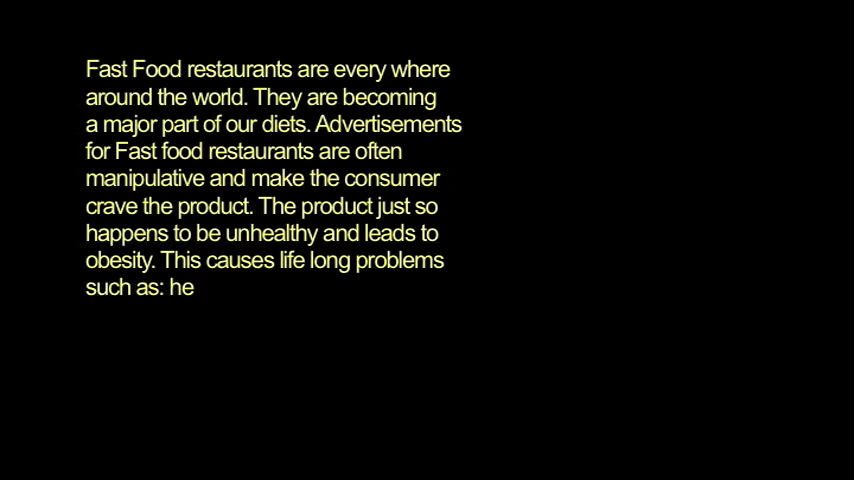 Fast Food restaurants are every where
around the world. They are becoming
a major part of our diets. Advertisements
for Fast food restaurants are often
manipulative and make the consumer
crave the product. The product just so
happens to be unhealthy and leads to
obesity. This causes life long problems
such as: he